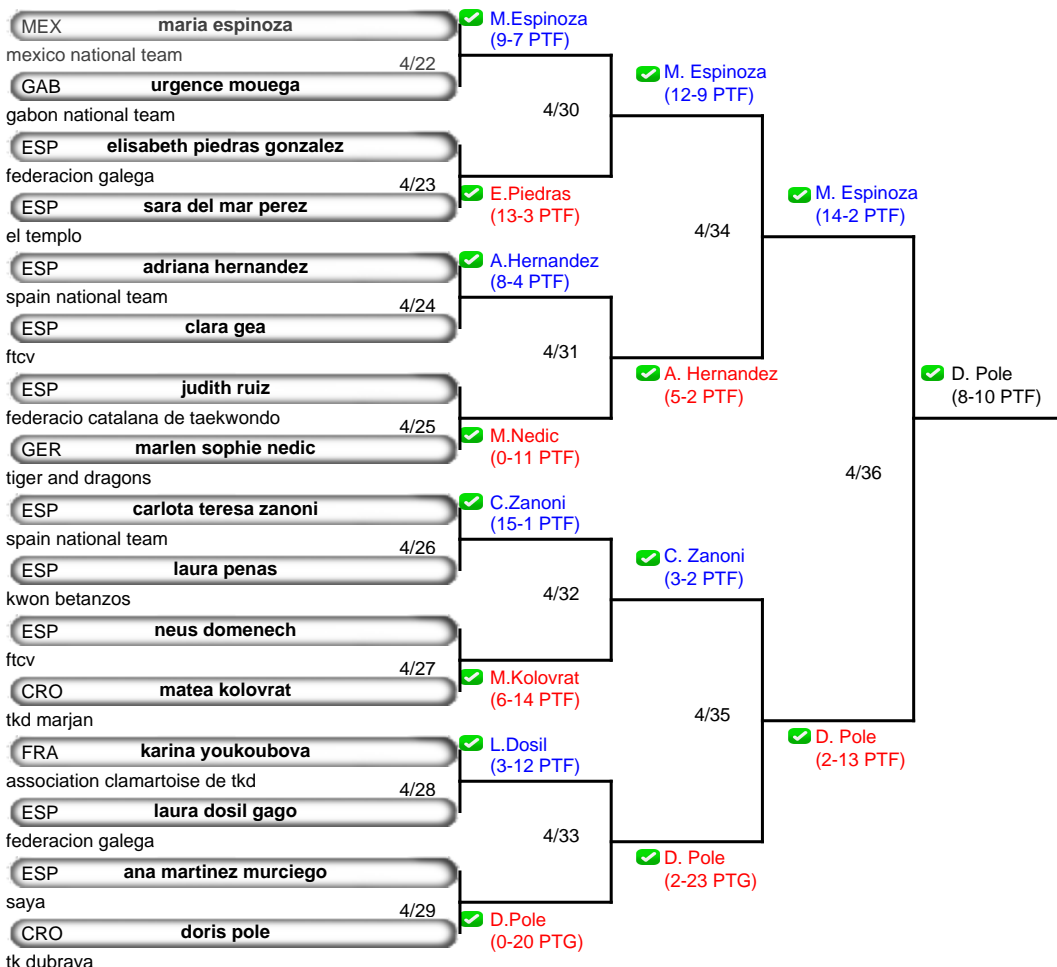 MEX maria espinoza
mexico national team
4/22
GAB urgence mouega
gabon national team
ESP elisabeth piedras gonzalez
federacion galega
4/23
ESP sara del mar perez
el templo
ESP adriana hernandez
spain national team
4/24
ESP clara gea
ftcv
ESP judith ruiz
federacio catalana de taekwondo
4/25
GER marlen sophie nedic
tiger and dragons
ESP carlota teresa zanoni
spain national team
4/26
ESP laura penas
kwon betanzos
ESP neus domenech
ftcv
4/27
CRO matea kolovrat
tkd marjan
FRA karina youkoubova
association clamartoise de tkd
4/28
ESP laura dosil gago
federacion galega
ESP ana martinez murciego
saya
4/29
CRO doris pole
tk dubrava
M.Espinoza
(9-7 PTF)
4/30
E.Piedras
(13-3 PTF)
A.Hernandez
(8-4 PTF)
4/31
M.Nedic
(0-11 PTF)
C.Zanoni
(15-1 PTF)
4/32
M.Kolovrat
(6-14 PTF)
L.Dosil
(3-12 PTF)
4/33
D.Pole
(0-20 PTG)
M. Espinoza
(12-9 PTF)
4/34
A. Hernandez
(5-2 PTF)
C. Zanoni
(3-2 PTF)
4/35
D. Pole
(2-23 PTG)
M. Espinoza
(14-2 PTF)
4/36
D. Pole
(2-13 PTF)
D. Pole
(8-10 PTF)